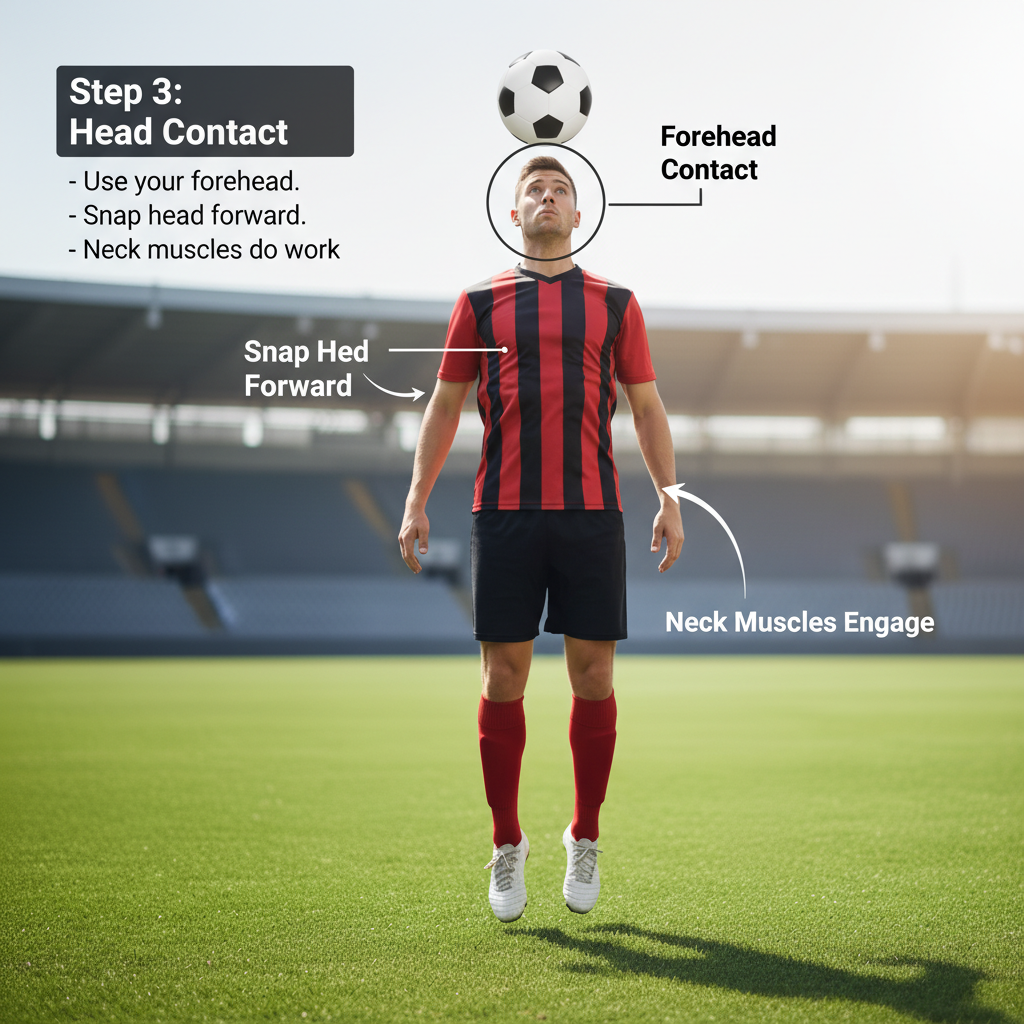 Step 3:
Head Contact
- Use your forehead.
- Snap head forward.
- Neck muscles do work
Forehead
Contact
Snap Hed
Forward
Neck Muscles Engage